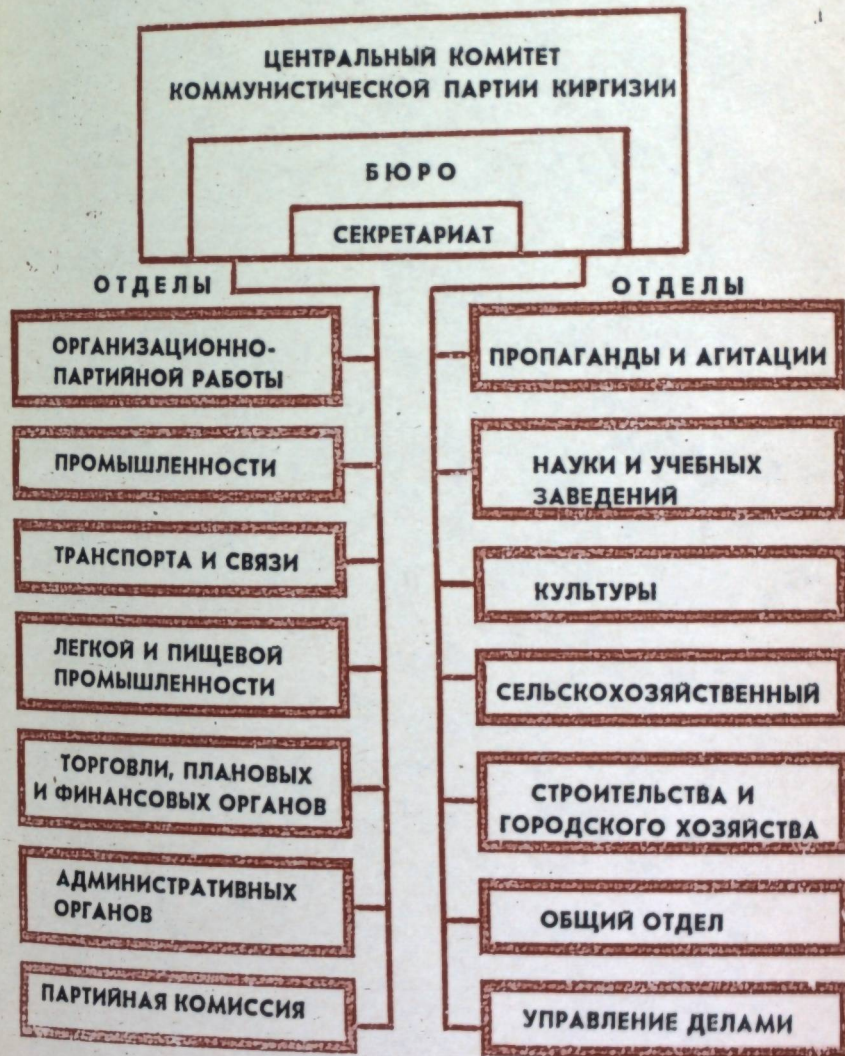 ЦЕНТРАЛЬНЫЙ КОМИТЕТ
КОММУНИСТИЧЕСКОЙ ПАРТИИ КИРГИЗИИ
БЮРО
СЕКРЕТАРИАТ
ОТДЕЛЫ
ОРГАНИЗАЦИОННО-
ПАРТИЙНОЙ РАБОТЫ
ПРОМЫШЛЕННОСТИ
ТРАНСПОРТА И СВЯЗИ
ЛЕГКОЙ И ПИЩЕВОЙ
ПРОМЫШЛЕННОСТИ
ТОРГОВЛИ, ПЛАНОВЫХ
И ФИНАНСОВЫХ ОРГАНОВ
АДМИНИСТРАТИВНЫХ
ОРГАНОВ
ПАРТИЙНАЯ КОМИССИЯ
ОТДЕЛЫ
ПРОПАГАНДЫ И АГИТАЦИИ
НАУКИ И УЧЕБНЫХ
ЗАВЕДЕНИЙ
КУЛЬТУРЫ
СЕЛЬСКОХОЗЯЙСТВЕННЫЙ
СТРОИТЕЛЬСТВА И
ГОРОДСКОГО ХОЗЯЙСТВА
ОБЩИЙ ОТДЕЛ
УПРАВЛЕНИЕ ДЕЛАМИ